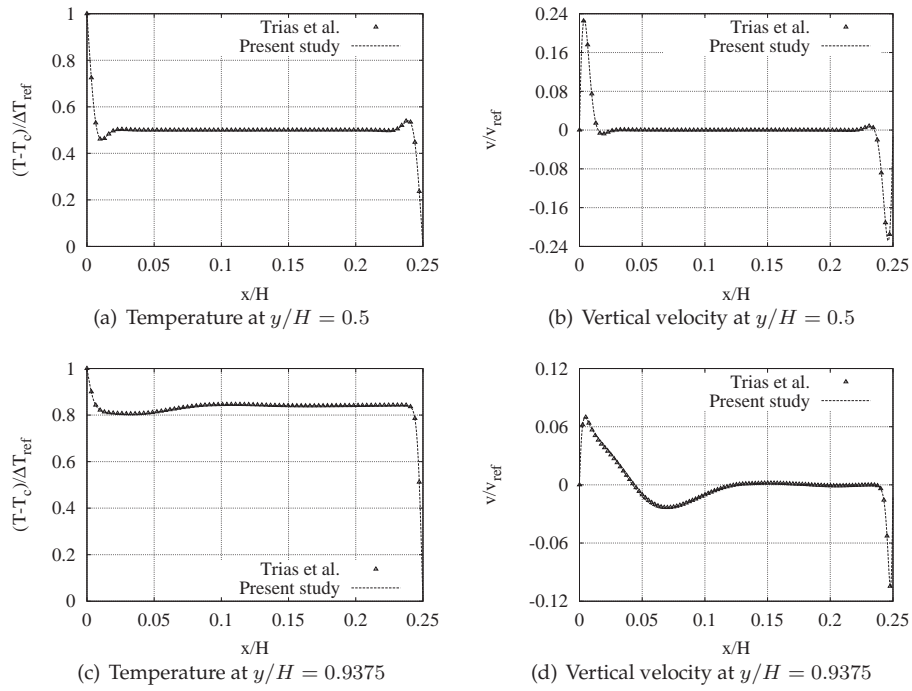 1
0.8
0.6
0.4
0.2
0
(T-T_c)/ΔT_ref
Trias et al.
Present study
0 0.05 0.1 0.15 0.2 0.25
x/H
(a) Temperature at y/H = 0.5
0.24
0.16
0.08
0
-0.08
-0.16
-0.24
v/v_ref
Trias et al.
Present study
0 0.05 0.1 0.15 0.2 0.25
x/H
(b) Vertical velocity at y/H = 0.5
1
0.8
0.6
0.4
0.2
0
(T-T_c)/ΔT_ref
Trias et al.
Present study
0 0.05 0.1 0.15 0.2 0.25
x/H
(c) Temperature at y/H = 0.9375
0.12
0.06
0
-0.06
-0.12
v/v_ref
Trias et al.
Present study
0 0.05 0.1 0.15 0.2 0.25
x/H
(d) Vertical velocity at y/H = 0.9375